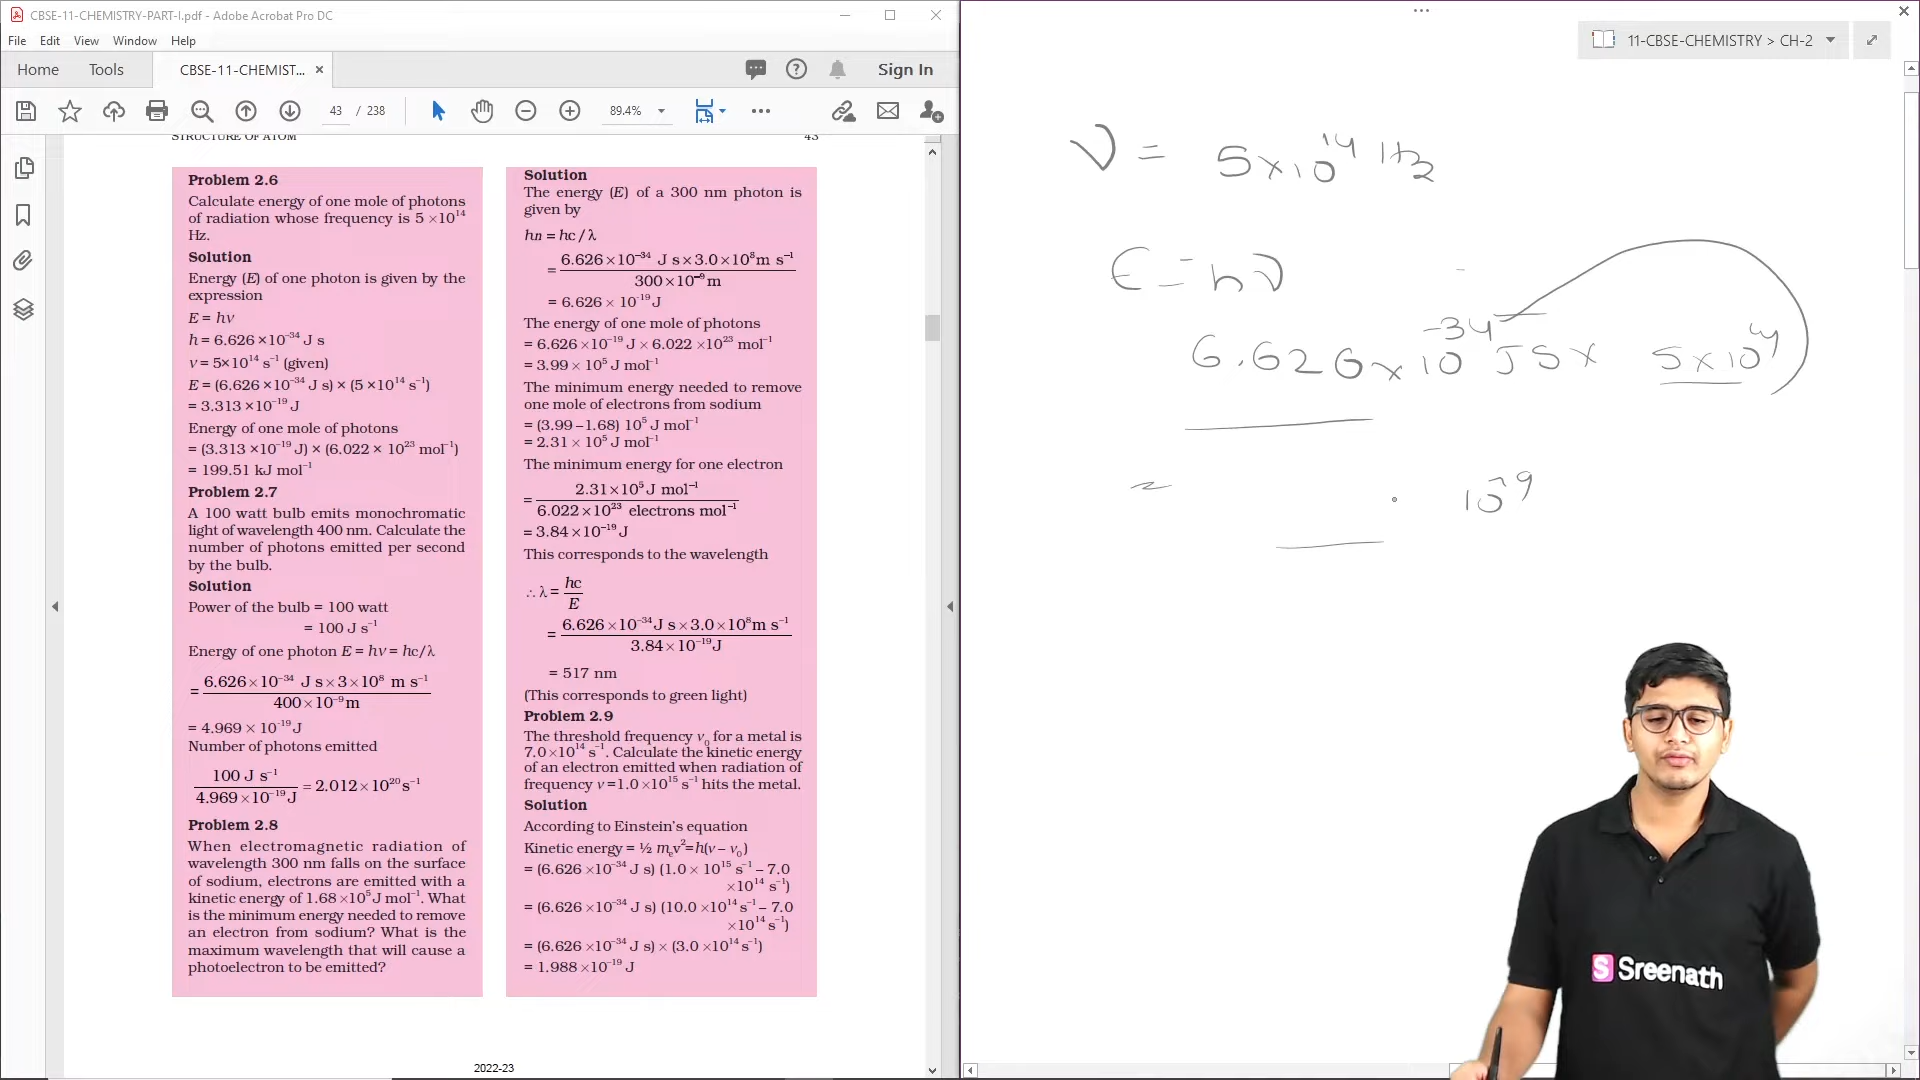 CBSE-11-CHEMISTRY-PART-I.pdf - Adobe Acrobat Pro DC
File Edit View Window Help
Home Tools CBSE-11-CHEMIST... × Sign In
43 / 238 89.4%
STRUCTURE OF ATOM 43
Problem 2.6
Calculate energy of one mole of photons
of radiation whose frequency is 5 ×10¹⁴
Hz.
Solution
Energy (E) of one photon is given by the
expression
E = hν
h = 6.626 ×10⁻³⁴ J s
ν = 5×10¹⁴ s⁻¹ (given)
E = (6.626 ×10⁻³⁴ J s) × (5 ×10¹⁴ s⁻¹)
= 3.313 ×10⁻¹⁹ J
Energy of one mole of photons
= (3.313 ×10⁻¹⁹ J) × (6.022 × 10²³ mol⁻¹)
= 199.51 kJ mol⁻¹
Problem 2.7
A 100 watt bulb emits monochromatic
light of wavelength 400 nm. Calculate the
number of photons emitted per second
by the bulb.
Solution
Power of the bulb = 100 watt
= 100 J s⁻¹
Energy of one photon E = hν = hc/λ
= 6.626×10⁻³⁴ J s×3×10⁸ m s⁻¹
400×10⁻⁹ m
= 4.969 × 10⁻¹⁹ J
Number of photons emitted
100 J s⁻¹
4.969×10⁻¹⁹ J = 2.012×10²⁰ s⁻¹
Problem 2.8
When electromagnetic radiation of
wavelength 300 nm falls on the surface
of sodium, electrons are emitted with a
kinetic energy of 1.68 ×10⁵ J mol⁻¹. What
is the minimum energy needed to remove
an electron from sodium? What is the
maximum wavelength that will cause a
photoelectron to be emitted?
Solution
The energy (E) of a 300 nm photon is
given by
hn = hc / λ
= 6.626×10⁻³⁴ J s×3.0×10⁸m s⁻¹
300×10⁻⁹ m
= 6.626 × 10⁻¹⁹ J
The energy of one mole of photons
= 6.626 ×10⁻¹⁹ J × 6.022 ×10²³ mol⁻¹
= 3.99 × 10⁵ J mol⁻¹
The minimum energy needed to remove
one mole of electrons from sodium
= (3.99 –1.68) 10⁵ J mol⁻¹
= 2.31 × 10⁵ J mol⁻¹
The minimum energy for one electron
= 2.31×10⁵ J mol⁻¹
6.022×10²³ electrons mol⁻¹
= 3.84×10⁻¹⁹ J
This corresponds to the wavelength
∴ λ = hc
E
= 6.626×10⁻³⁴ J s×3.0×10⁸m s⁻¹
3.84×10⁻¹⁹ J
= 517 nm
(This corresponds to green light)
Problem 2.9
The threshold frequency ν₀ for a metal is
7.0×10¹⁴ s⁻¹. Calculate the kinetic energy
of an electron emitted when radiation of
frequency ν =1.0 ×10¹⁵ s⁻¹ hits the metal.
Solution
According to Einstein's equation
Kinetic energy = ½ mₑv²=h(ν – ν₀)
= (6.626 ×10⁻³⁴ J s) (1.0× 10¹⁵ s⁻¹ – 7.0
×10¹⁴ s⁻¹)
= (6.626 ×10⁻³⁴ J s) (10.0 ×10¹⁴ s⁻¹ – 7.0
×10¹⁴ s⁻¹)
= (6.626 ×10⁻³⁴ J s) × (3.0 ×10¹⁴ s⁻¹)
= 1.988 ×10⁻¹⁹ J
2022-23
11-CBSE-CHEMISTRY > CH-2
ν = 5×10¹⁴ Hz
E = hν
6.626×10⁻³⁴ JS× 5×10¹⁴
= . 10⁻¹⁹
S Sreenath